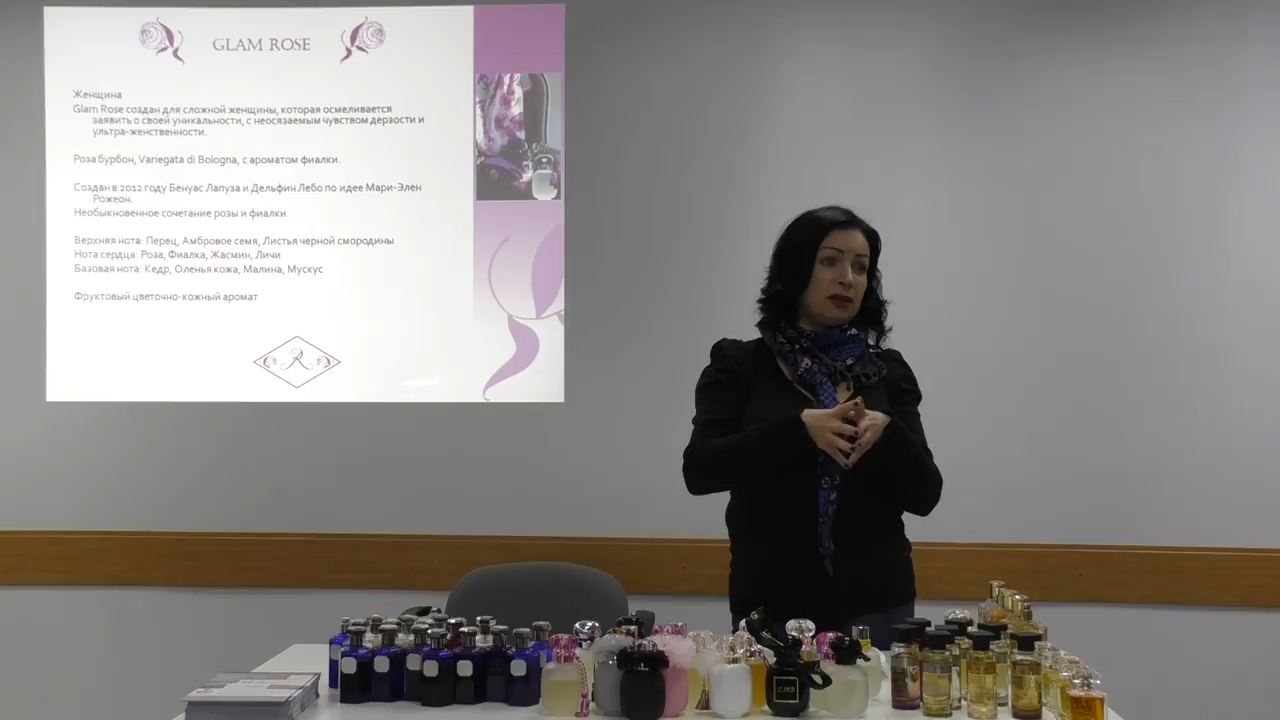 GLAM ROSE
Женщина
Glam Rose создан для сложной женщины, которая осмеливается
заявить о своей уникальности, с неосязаемым чувством дерзости и
ультра-женственности.
Роза бурбон, Variegata di Bologna, с ароматом фиалки.
Создан в 2012 году Бенуас Лапуза и Дельфин Лебо по идее Мари-Элен
Рожеон.
Необыкновенное сочетание розы и фиалки.
Верхняя нота: Перец, Амбровое семя, Листья черной смородины
Нота сердца: Роза, Фиалка, Жасмин, Личи
Базовая нота: Кедр, Оленья кожа, Малина, Мускус
Фруктовый цветочно-кожный аромат
R